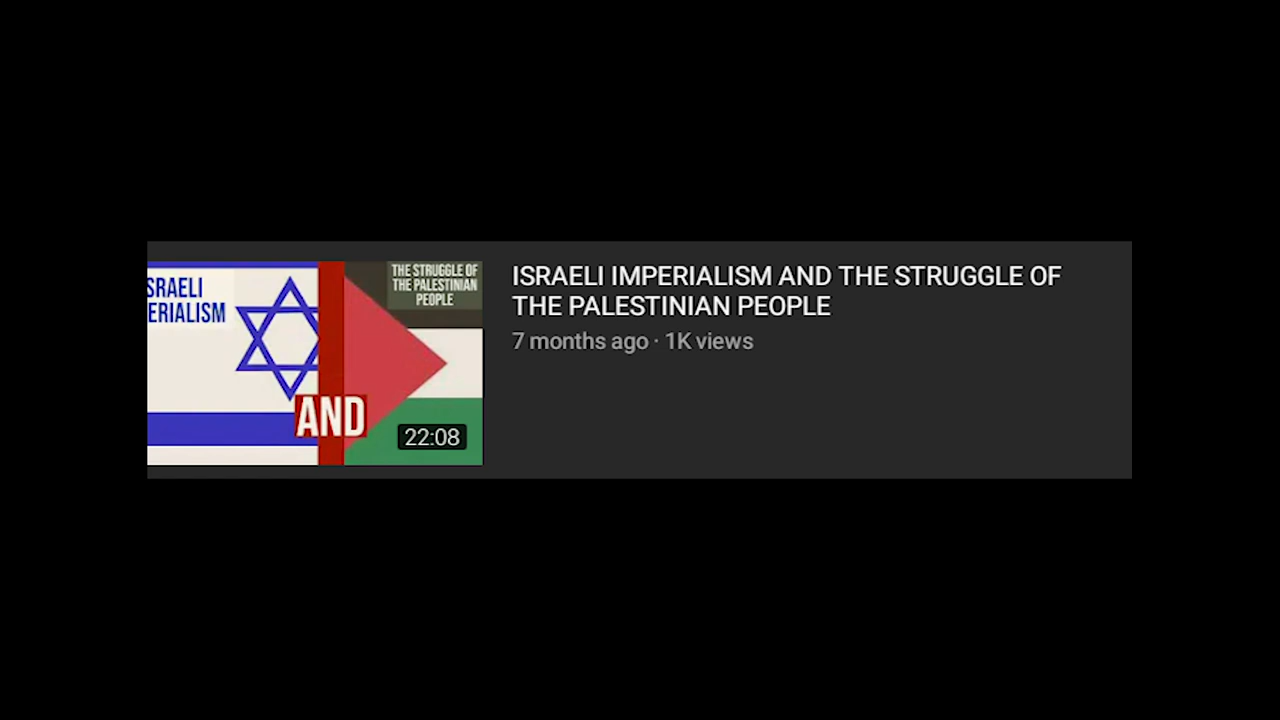 SRAELI
ERIALISM
THE STRUGGLE OF
THE PALESTINIAN
PEOPLE
AND
22:08
ISRAELI IMPERIALISM AND THE STRUGGLE OF
THE PALESTINIAN PEOPLE
7 months ago · 1K views